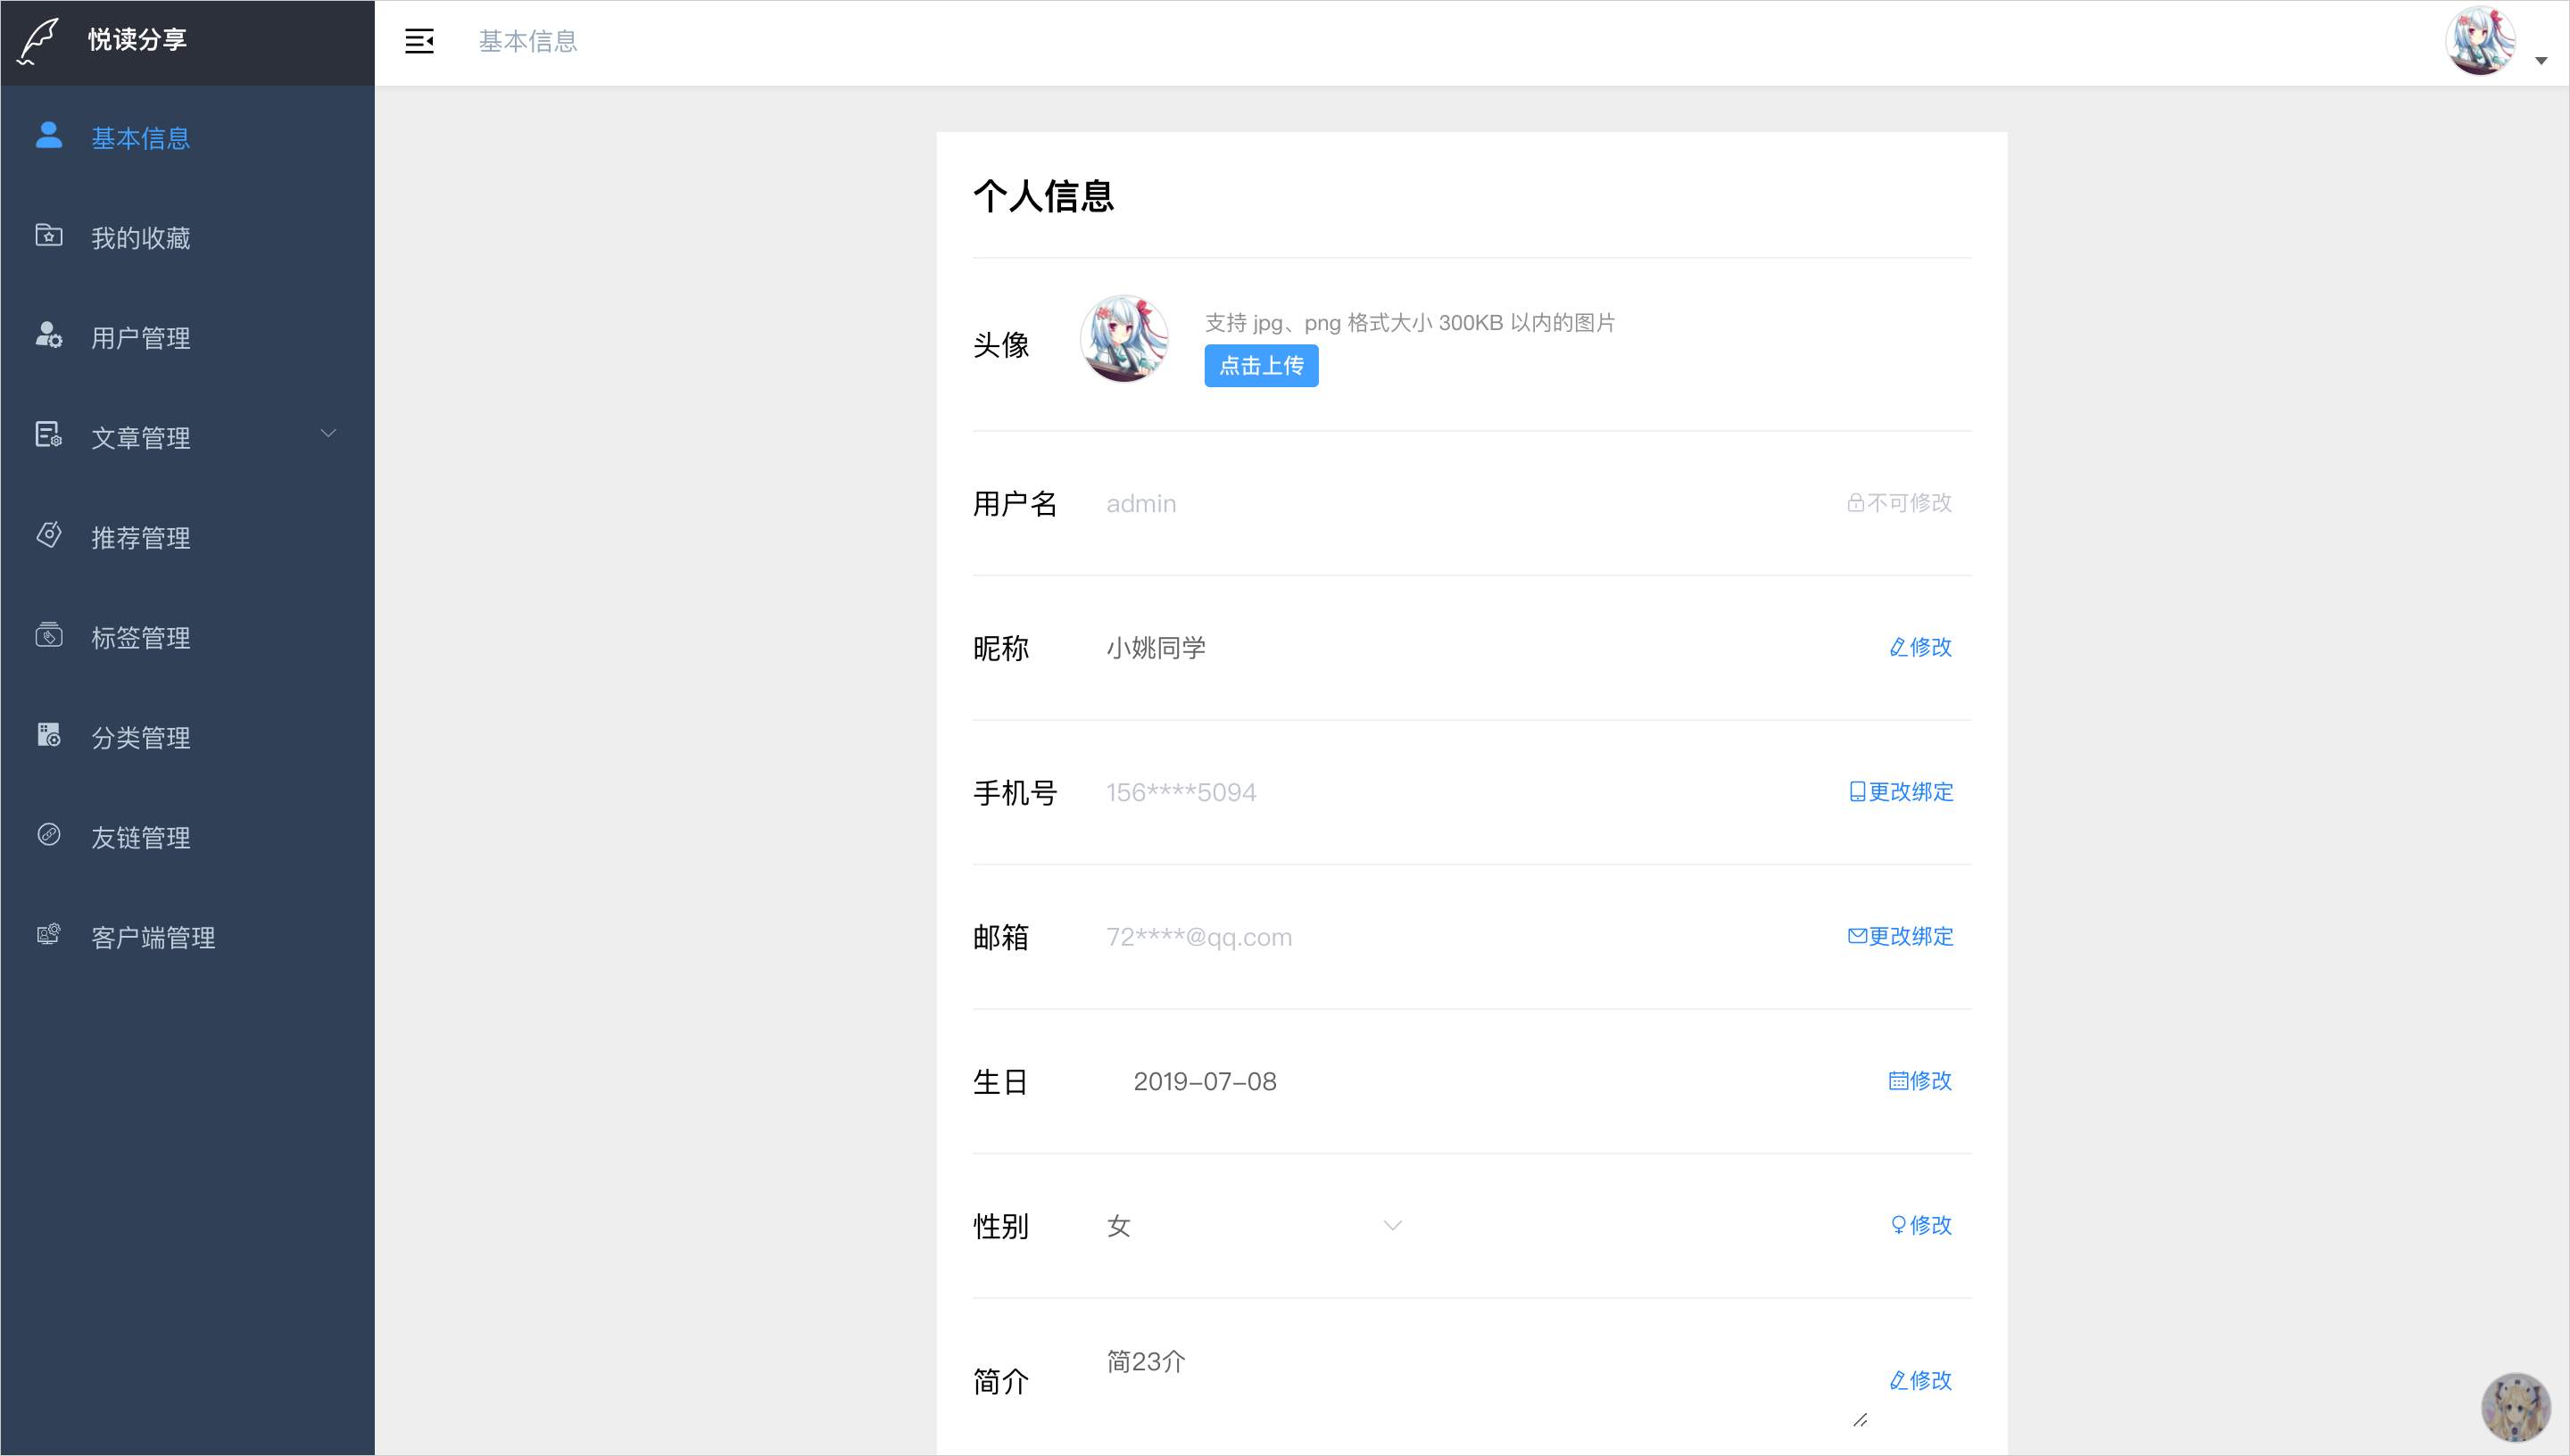 悦读分享
基本信息
基本信息
我的收藏
用户管理
文章管理
推荐管理
标签管理
分类管理
友链管理
客户端管理
个人信息
头像
支持 jpg、png 格式大小 300KB 以内的图片
点击上传
用户名 admin 不可修改
昵称 小姚同学 修改
手机号 156****5094 更改绑定
邮箱 72****@qq.com 更改绑定
生日 2019-07-08 修改
性别 女 修改
简介 简23介 修改